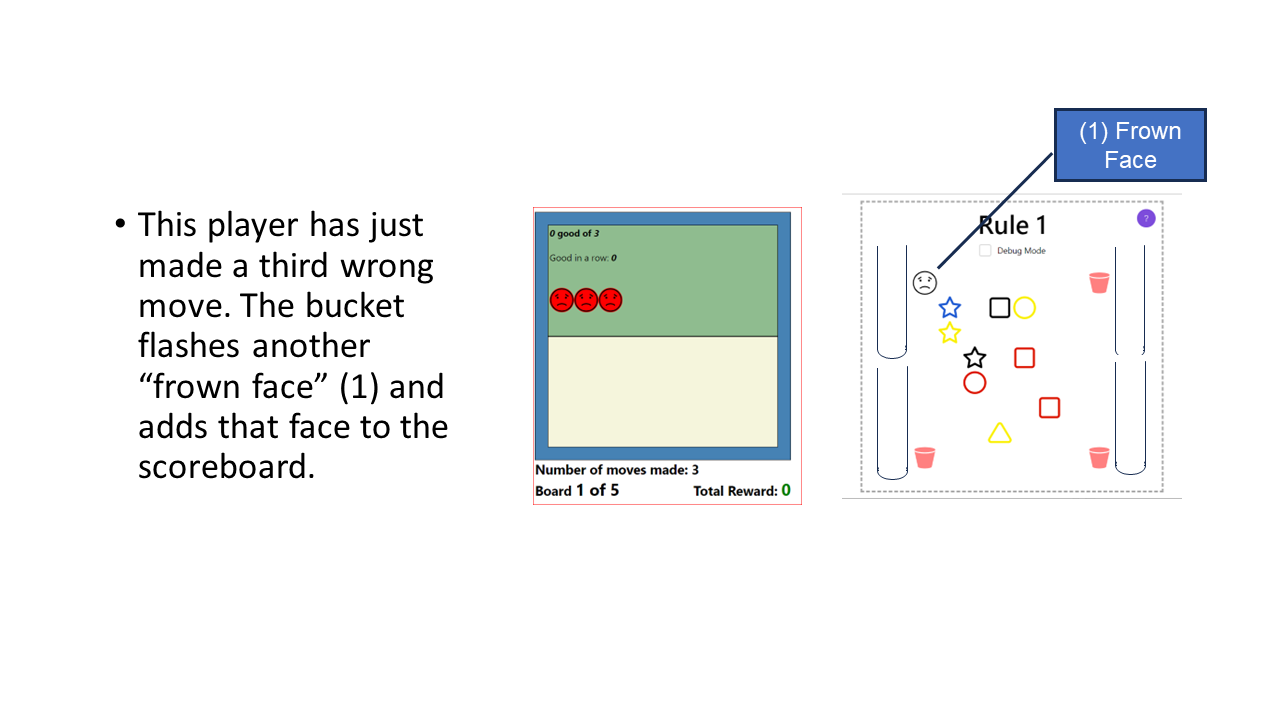 • This player has just
made a third wrong
move. The bucket
flashes another
“frown face” (1) and
adds that face to the
scoreboard.
0 good of 3
Good in a row: 0
Number of moves made: 3
Board 1 of 5 Total Reward: 0
(1) Frown
Face
Rule 1
?
Debug Mode